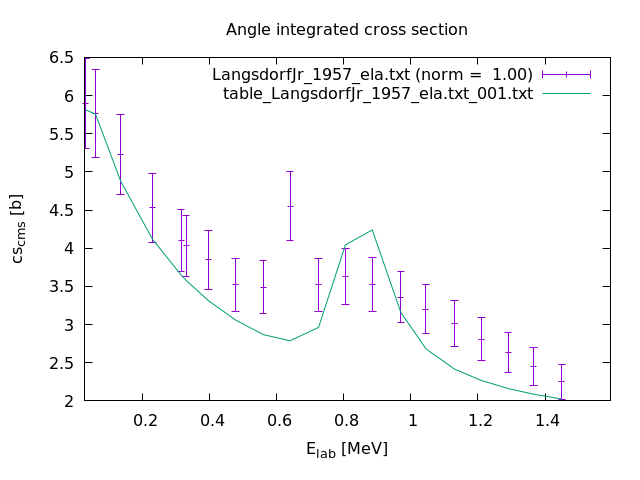 Angle integrated cross section
LangsdorfJr_1957_ela.txt (norm =  1.00)
table_LangsdorfJr_1957_ela.txt_001.txt
6.5
6
5.5
5
4.5
4
3.5
3
2.5
2
cs_cms [b]
0.2 0.4 0.6 0.8 1 1.2 1.4
E_lab [MeV]